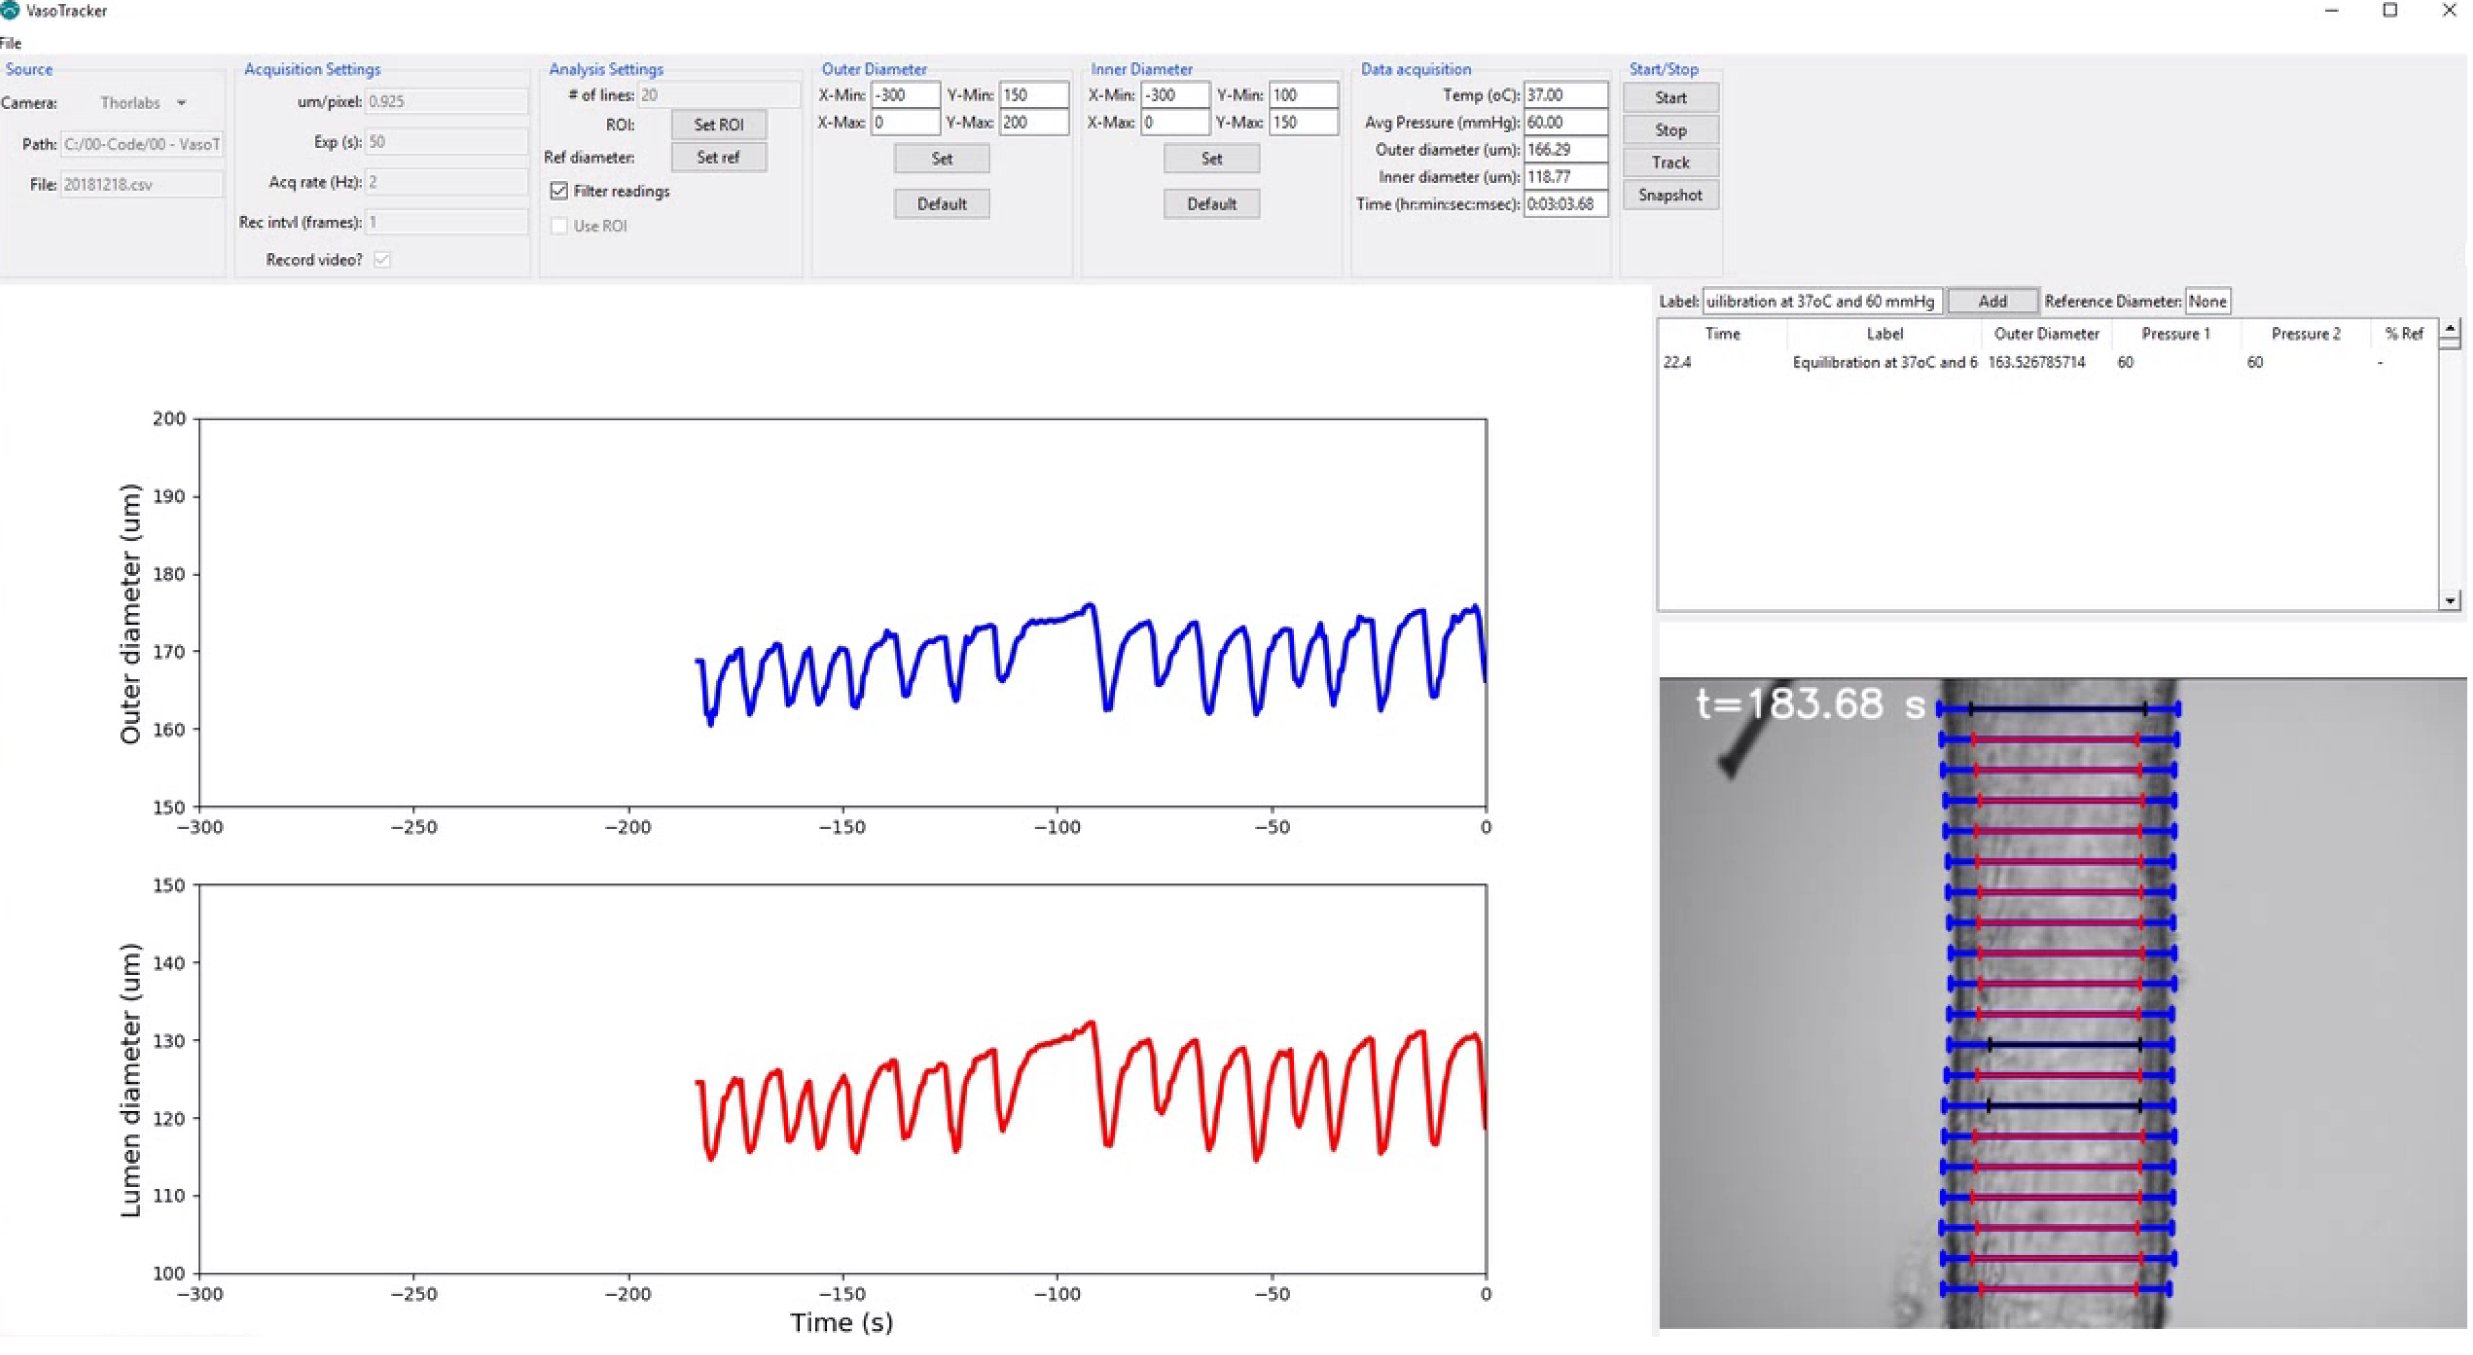 VasoTracker
File
Source
Camera: Thorlabs
Path: C:/00-Code/00 - VasoT
File: 20181218.csv
Acquisition Settings
um/pixel: 0.925
Exp (s): 50
Acq rate (Hz): 2
Rec intvl (frames): 1
Record video?
Analysis Settings
# of lines: 20
ROI: Set ROI
Ref diameter: Set ref
Filter readings
Use ROI
Outer Diameter
X-Min: -300 Y-Min: 150
X-Max: 0 Y-Max: 200
Set
Default
Inner Diameter
X-Min: -300 Y-Min: 100
X-Max: 0 Y-Max: 150
Set
Default
Data acquisition
Temp (oC): 37.00
Avg Pressure (mmHg): 60.00
Outer diameter (um): 166.29
Inner diameter (um): 118.77
Time (hr:min:sec:msec): 0:03:03.68
Start/Stop
Start
Stop
Track
Snapshot
Label: uilibration at 37oC and 60 mmHg Add Reference Diameter: None
Time Label Outer Diameter Pressure 1 Pressure 2 % Ref
22.4 Equilibration at 37oC and 6 163.526785714 60 60 -
Outer diameter (um)
200
190
180
170
160
150
−300 −250 −200 −150 −100 −50 0
Lumen diameter (um)
150
140
130
120
110
100
−300 −250 −200 −150 −100 −50 0
Time (s)
t=183.68 s